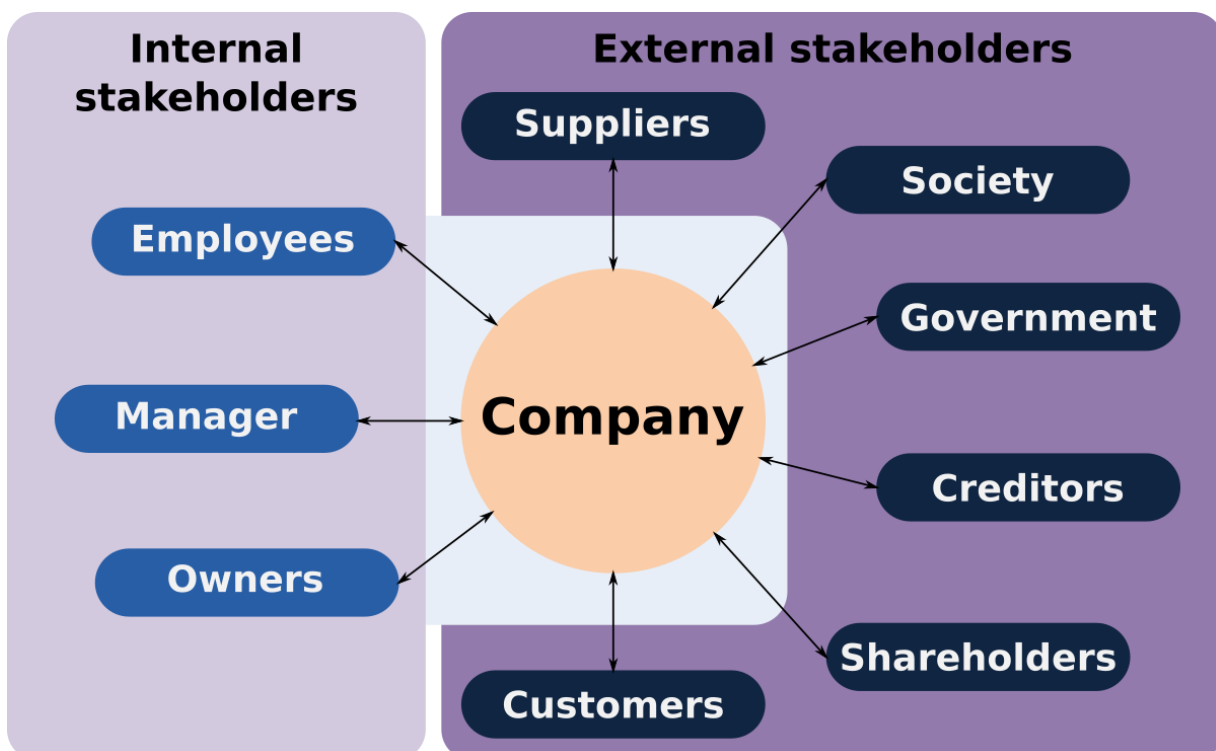 Internal
stakeholders
External stakeholders
Suppliers
Society
Employees
Government
Manager
Company
Creditors
Owners
Shareholders
Customers